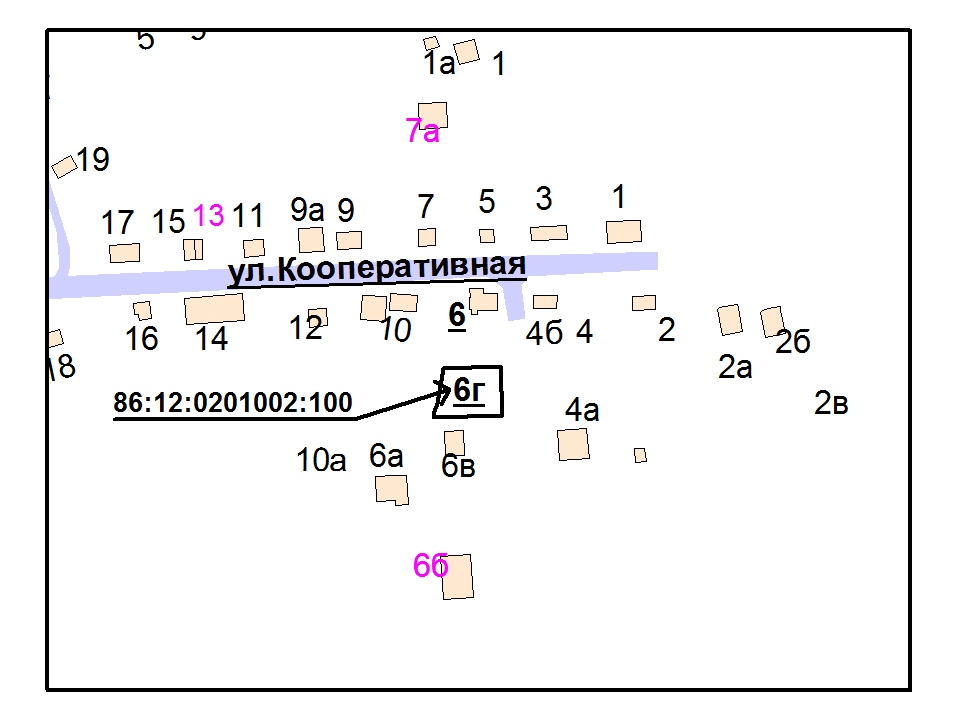 5
1а 1
7а
19
17 15 13 11 9а 9 7 5 3 1
ул.Кооперативная
16 14 12 10 6 4б 4 2 2б
18 2а
86:12:0201002:100 6г 4а 2в
10а 6а 6в
6б